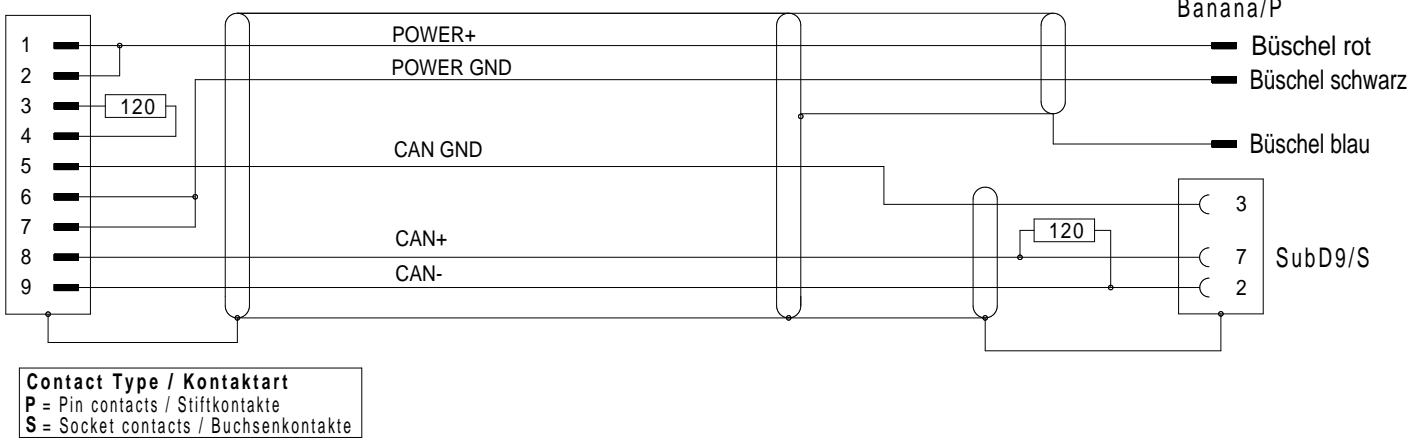 Banana/P
1
POWER+
Büschel rot
2
POWER GND
Büschel schwarz
3
120
4
5
CAN GND
Büschel blau
6
3
7
CAN+
120
8
7
SubD9/S
CAN-
9
2
Contact Type / Kontaktart
P = Pin contacts / Stiftkontakte
S = Socket contacts / Buchsenkontakte